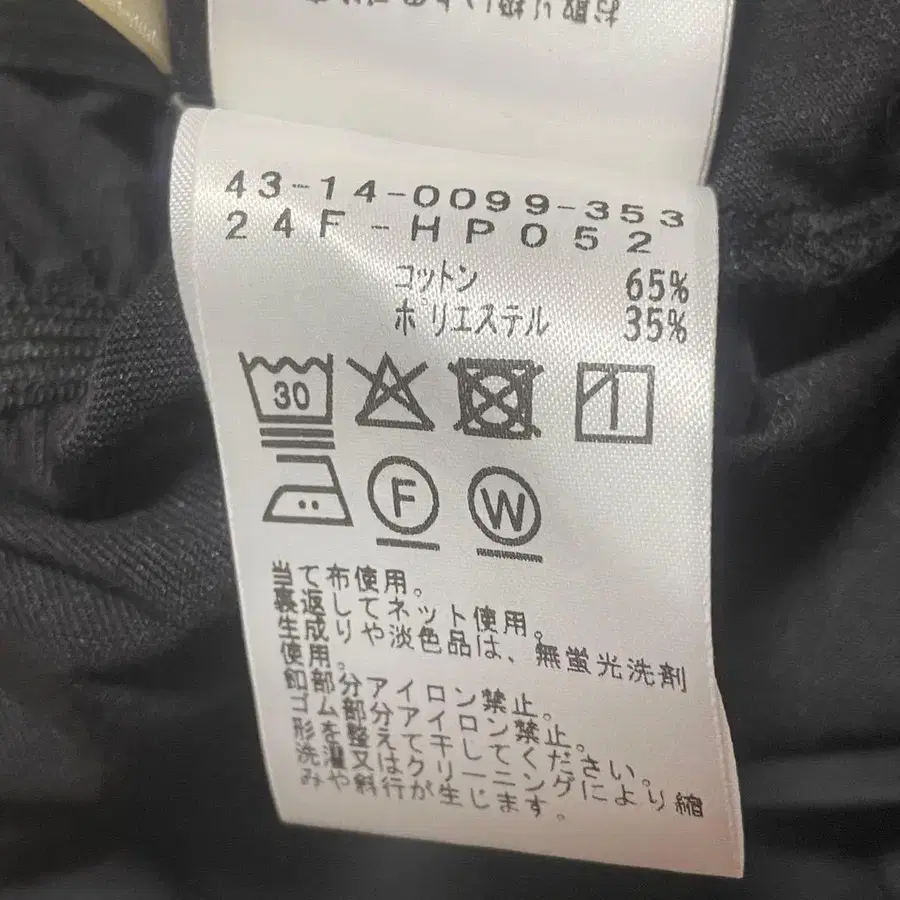 43-14-0099-353
24F-HP052
コットン 65%
ポリエステル 35%
30
F W
当て布使用。
裏返してネット使用。
生成りや淡色品は、無蛍光洗剤
使用。
釦部分アイロン禁止。
ゴム部分アイロン禁止。
形を整えて干してください。
洗濯又はクリーニングにより縮
みや斜行が生じます。